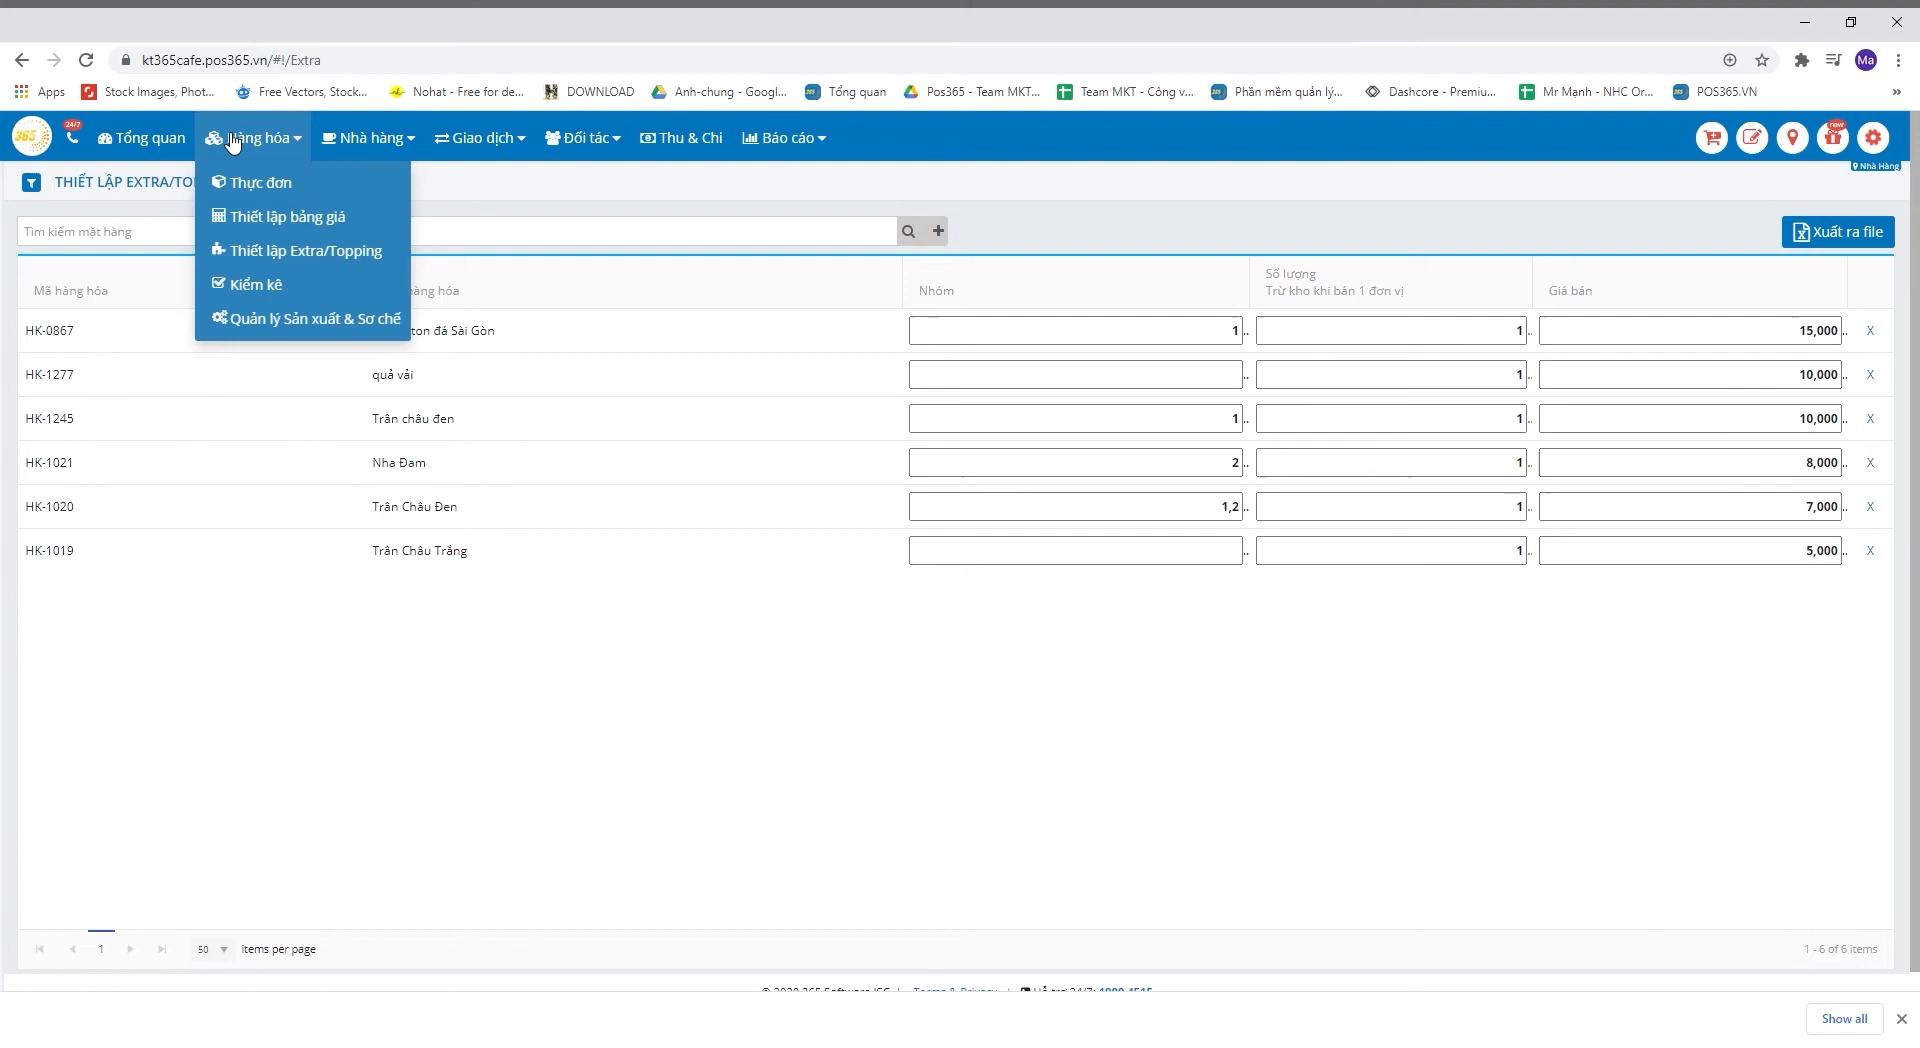 kt365cafe.pos365.vn/#!/Extra
Ma
Apps
Stock Images, Phot...
Free Vectors, Stock...
Nohat - Free for de...
DOWNLOAD
Anh-chung - Googl...
Tổng quan
Pos365 - Team MKT...
Team MKT - Công v...
Phần mềm quản lý...
Dashcore - Premiu...
Mr Mạnh - NHC Or...
POS365.VN
»
365
24/7
Tổng quan
Hàng hóa
Nhà hàng
Giao dịch
Đối tác
Thu & Chi
Báo cáo
new
Nhà Hàng
THIẾT LẬP EXTRA/TO
Thực đơn
Thiết lập bảng giá
Thiết lập Extra/Topping
Kiểm kê
Quản lý Sản xuất & Sơ chế
Tìm kiếm mặt hàng
Xuất ra file
Mã hàng hóa
hàng hóa
Nhóm
Số lượng
Trừ kho khi bán 1 đơn vị
Giá bán
HK-0867 ton đá Sài Gòn 1 .. 1 .. 15,000 .. X
HK-1277 quả vải .. 1 .. 10,000 .. X
HK-1245 Trân châu đen 1 .. 1 .. 10,000 .. X
HK-1021 Nha Đam 2 .. 1 .. 8,000 .. X
HK-1020 Trân Châu Đen 1,2 .. 1 .. 7,000 .. X
HK-1019 Trân Châu Trắng .. 1 .. 5,000 .. X
1
50
items per page
1 - 6 of 6 items
© 2020 365 Software JSC | Terms & Privacy | Hỗ trợ 24/7: 1900 4515
Show all